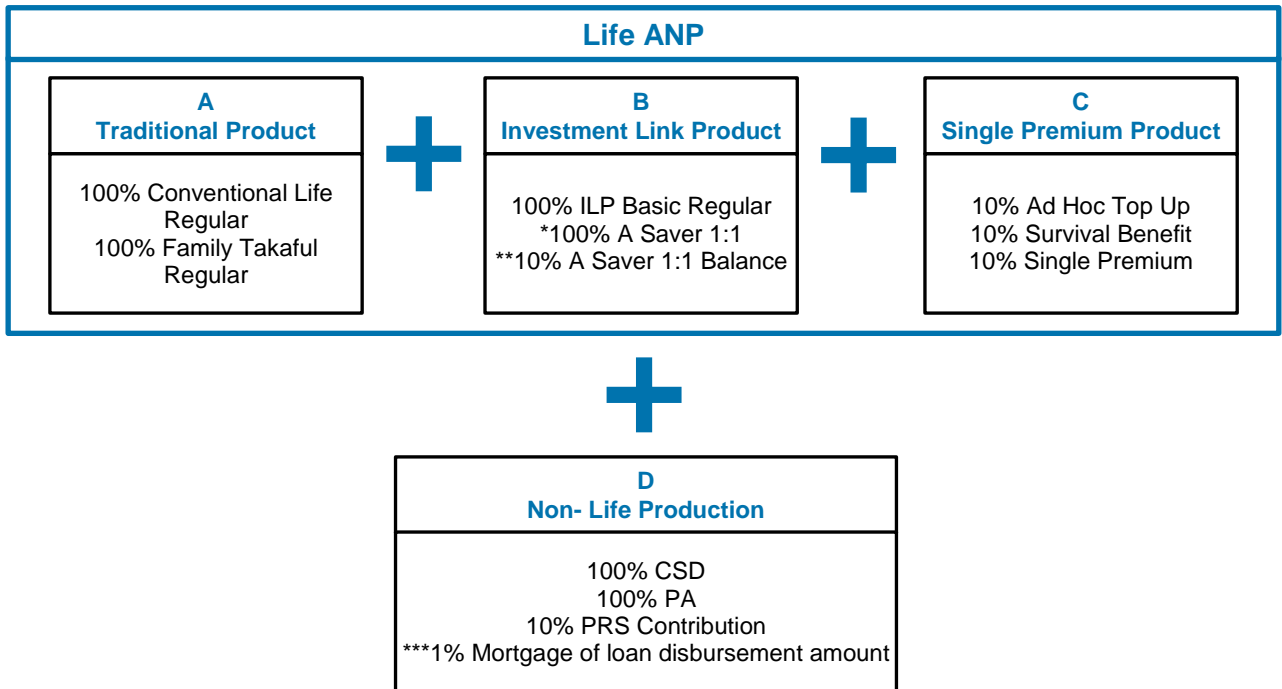 Life ANP
A
Traditional Product
100% Conventional Life
Regular
100% Family Takaful
Regular
B
Investment Link Product
100% ILP Basic Regular
*100% A Saver 1:1
**10% A Saver 1:1 Balance
C
Single Premium Product
10% Ad Hoc Top Up
10% Survival Benefit
10% Single Premium
D
Non- Life Production
100% CSD
100% PA
10% PRS Contribution
***1% Mortgage of loan disbursement amount